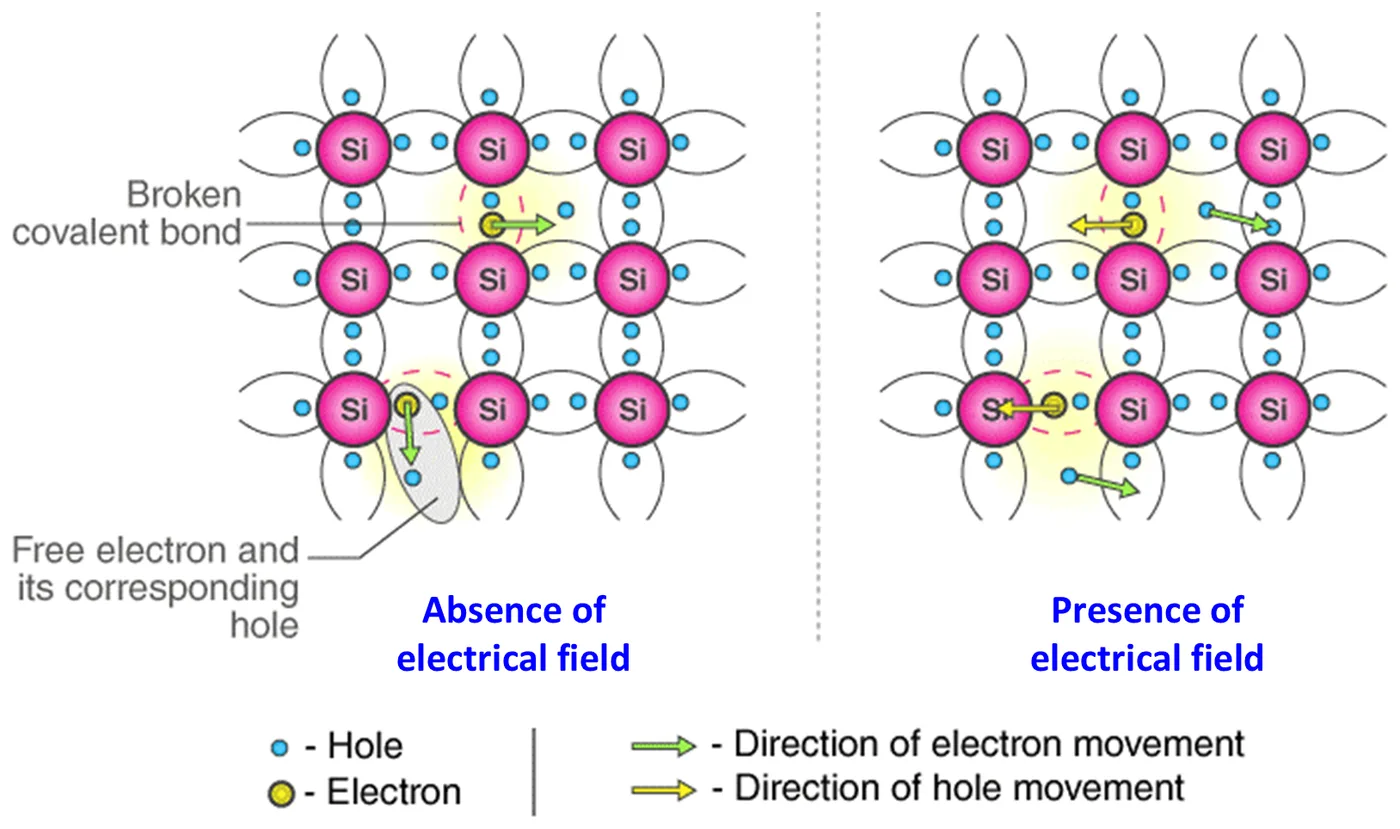 Si Si Si
Si Si Si
Broken
covalent bond
Si Si Si
Si Si Si
Si Si Si
Si Si Si
Free electron and
its corresponding
hole
Absence of
electrical field
Presence of
electrical field
- Hole
- Electron
- Direction of electron movement
- Direction of hole movement